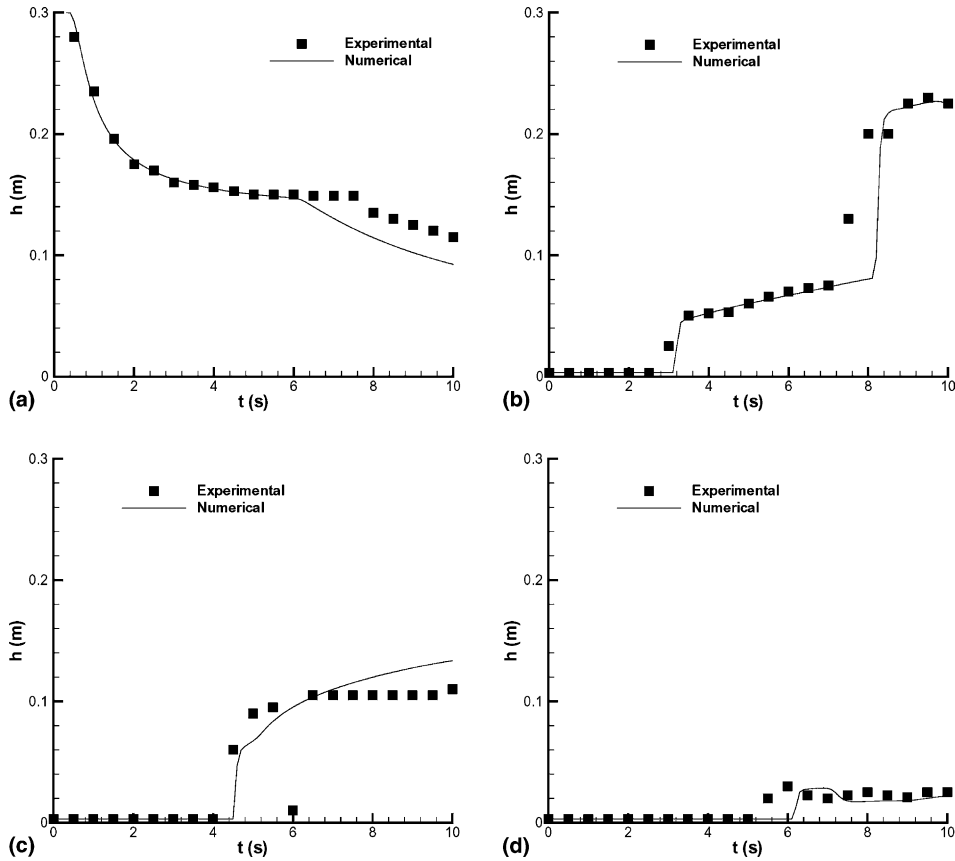 0.3
0.2
0.1
0
h (m)
Experimental
Numerical
0 2 4 6 8 10
t (s)
(a)
0.3
0.2
0.1
0
h (m)
Experimental
Numerical
0 2 4 6 8 10
t (s)
(b)
0.3
0.2
0.1
0
h (m)
Experimental
Numerical
0 2 4 6 8 10
t (s)
(c)
0.3
0.2
0.1
0
h (m)
Experimental
Numerical
0 2 4 6 8 10
t (s)
(d)